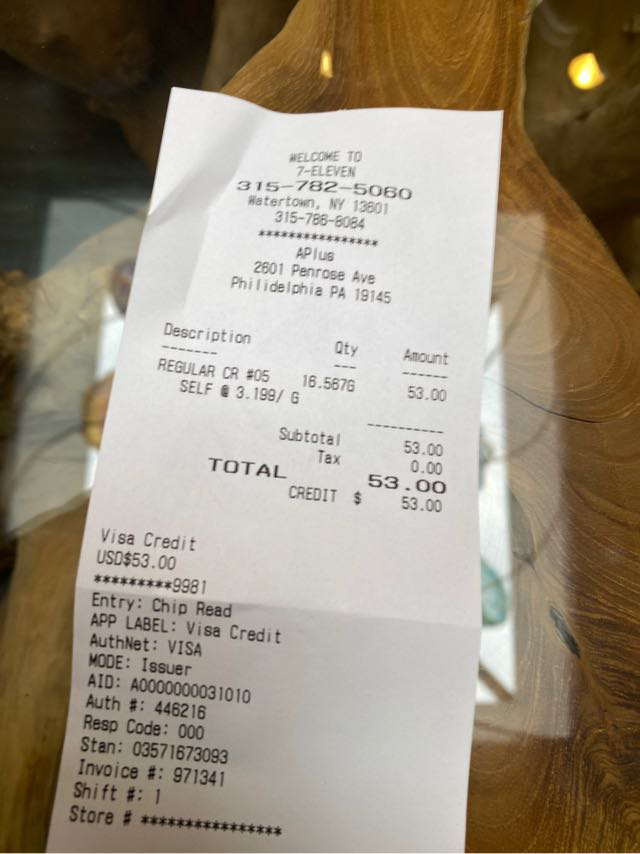 WELCOME TO
7-ELEVEN
315-782-5060
Watertown, NY 13601
315-786-8084
****************
APlus
2601 Penrose Ave
Philidelphia PA 19145
Description Qty Amount
------- --- ------
REGULAR CR #05 16.567G 53.00
SELF @ 3.199/ G
----------
Subtotal 53.00
Tax 0.00
TOTAL 53.00
CREDIT $ 53.00
Visa Credit
USD$53.00
*********9981
Entry: Chip Read
APP LABEL: Visa Credit
AuthNet: VISA
MODE: Issuer
AID: A0000000031010
Auth #: 446216
Resp Code: 000
Stan: 03571673093
Invoice #: 971341
Shift #: 1
Store # ****************